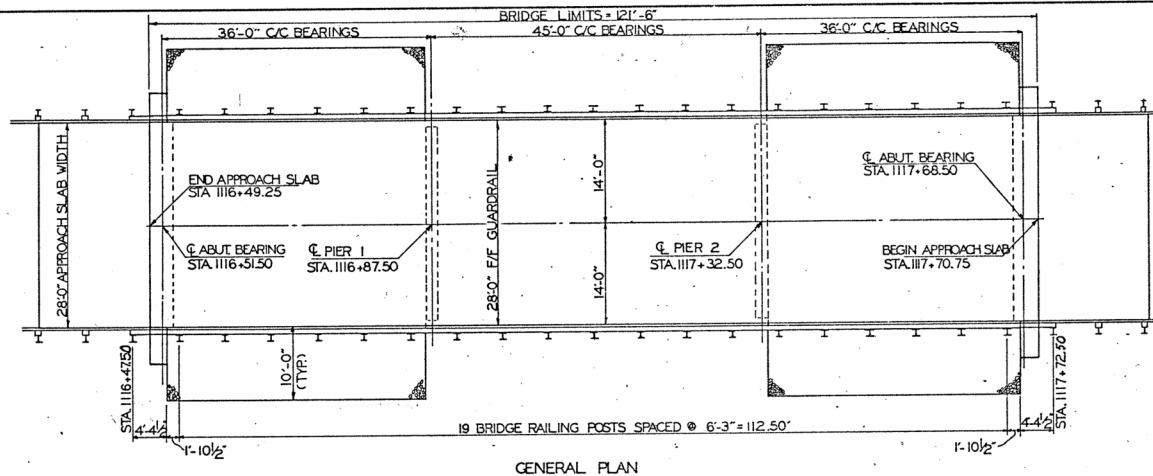 BRIDGE LIMITS = 121'-6"
36'-0" C/C BEARINGS
45'-0" C/C BEARINGS
36'-0" C/C BEARINGS
28'-0" APPROACH SLAB WIDTH
END APPROACH SLAB
STA. 1116+49.25
℄ ABUT. BEARING
STA. 1116+51.50
℄ PIER 1
STA. 1116+87.50
28'-0" F/F GUARDRAIL
14'-0"
14'-0"
℄ PIER 2
STA. 1117+32.50
℄ ABUT. BEARING
STA. 1117+68.50
BEGIN APPROACH SLAB
STA. 1117+70.75
10'-0"
(TYP.)
STA. 1116+47.50
4'-4½"
1'-10½"
19 BRIDGE RAILING POSTS SPACED @ 6'-3" = 112.50'
1'-10½"
4'-4½"
STA. 1117+72.50
GENERAL PLAN